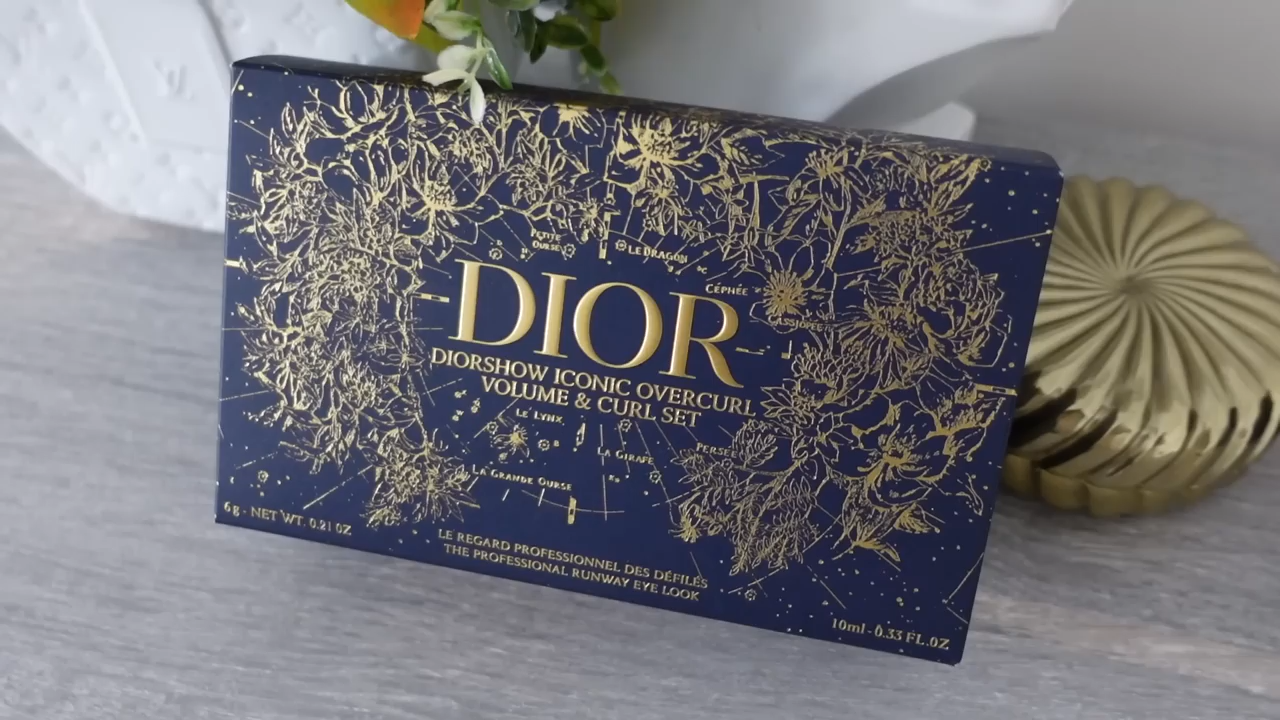 PETITE
OURSE
LE DRAGON
CÉPHÉE
CASSIOPÉE
DIOR
DIORSHOW ICONIC OVERCURL
VOLUME & CURL SET
LE LYNX
LA GIRAFE
PERSÉE
LA GRANDE OURSE
6g - NET WT. 0.21 OZ
LE REGARD PROFESSIONNEL DES DÉFILÉS
THE PROFESSIONAL RUNWAY EYE LOOK
10ml - 0.33 FL.OZ